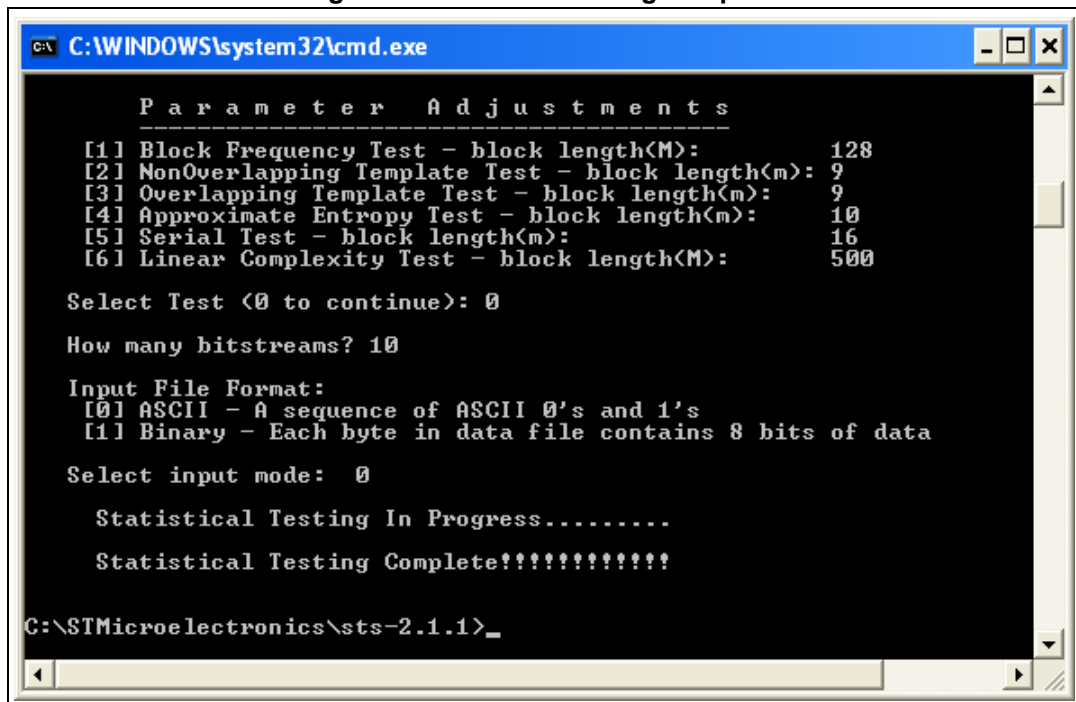 C:\WINDOWS\system32\cmd.exe
P a r a m e t e r   A d j u s t m e n t s
[1] Block Frequency Test - block length(M): 128
[2] NonOverlapping Template Test - block length(m): 9
[3] Overlapping Template Test - block length(m): 9
[4] Approximate Entropy Test - block length(m): 10
[5] Serial Test - block length(m): 16
[6] Linear Complexity Test - block length(M): 500
Select Test (0 to continue): 0
How many bitstreams? 10
Input File Format:
[0] ASCII - A sequence of ASCII 0's and 1's
[1] Binary - Each byte in data file contains 8 bits of data
Select input mode: 0
Statistical Testing In Progress.........
Statistical Testing Complete!!!!!!!!!!!!
C:\STMicroelectronics\sts-2.1.1>_